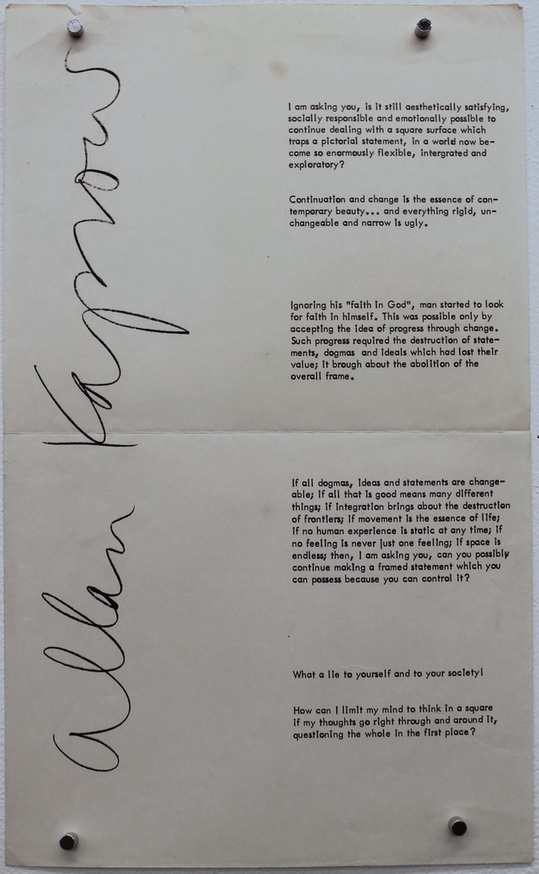 Allan Kaprow
I am asking you, is it still aesthetically satisfying,
socially responsible and emotionally possible to
continue dealing with a square surface which
traps a pictorial statement, in a world now be-
come so enormously flexible, intergrated and
exploratory?
Continuation and change is the essence of con-
temporary beauty... and everything rigid, un-
changeable and narrow is ugly.
Ignoring his "faith in God", man started to look
for faith in himself. This was possible only by
accepting the idea of progress through change.
Such progress required the destruction of state-
ments, dogmas and ideals which had lost their
value; it brough about the abolition of the
overall frame.
If all dogmas, ideas and statements are change-
able; if all that is good means many different
things; if integration brings about the destruction
of frontiers; if movement is the essence of life;
if no human experience is static at any time; if
no feeling is never just one feeling; if space is
endless; then, I am asking you, can you possibly
continue making a framed statement which you
can possess because you can control it?
What a lie to yourself and to your society!
How can I limit my mind to think in a square
if my thoughts go right through and around it,
questioning the whole in the first place?